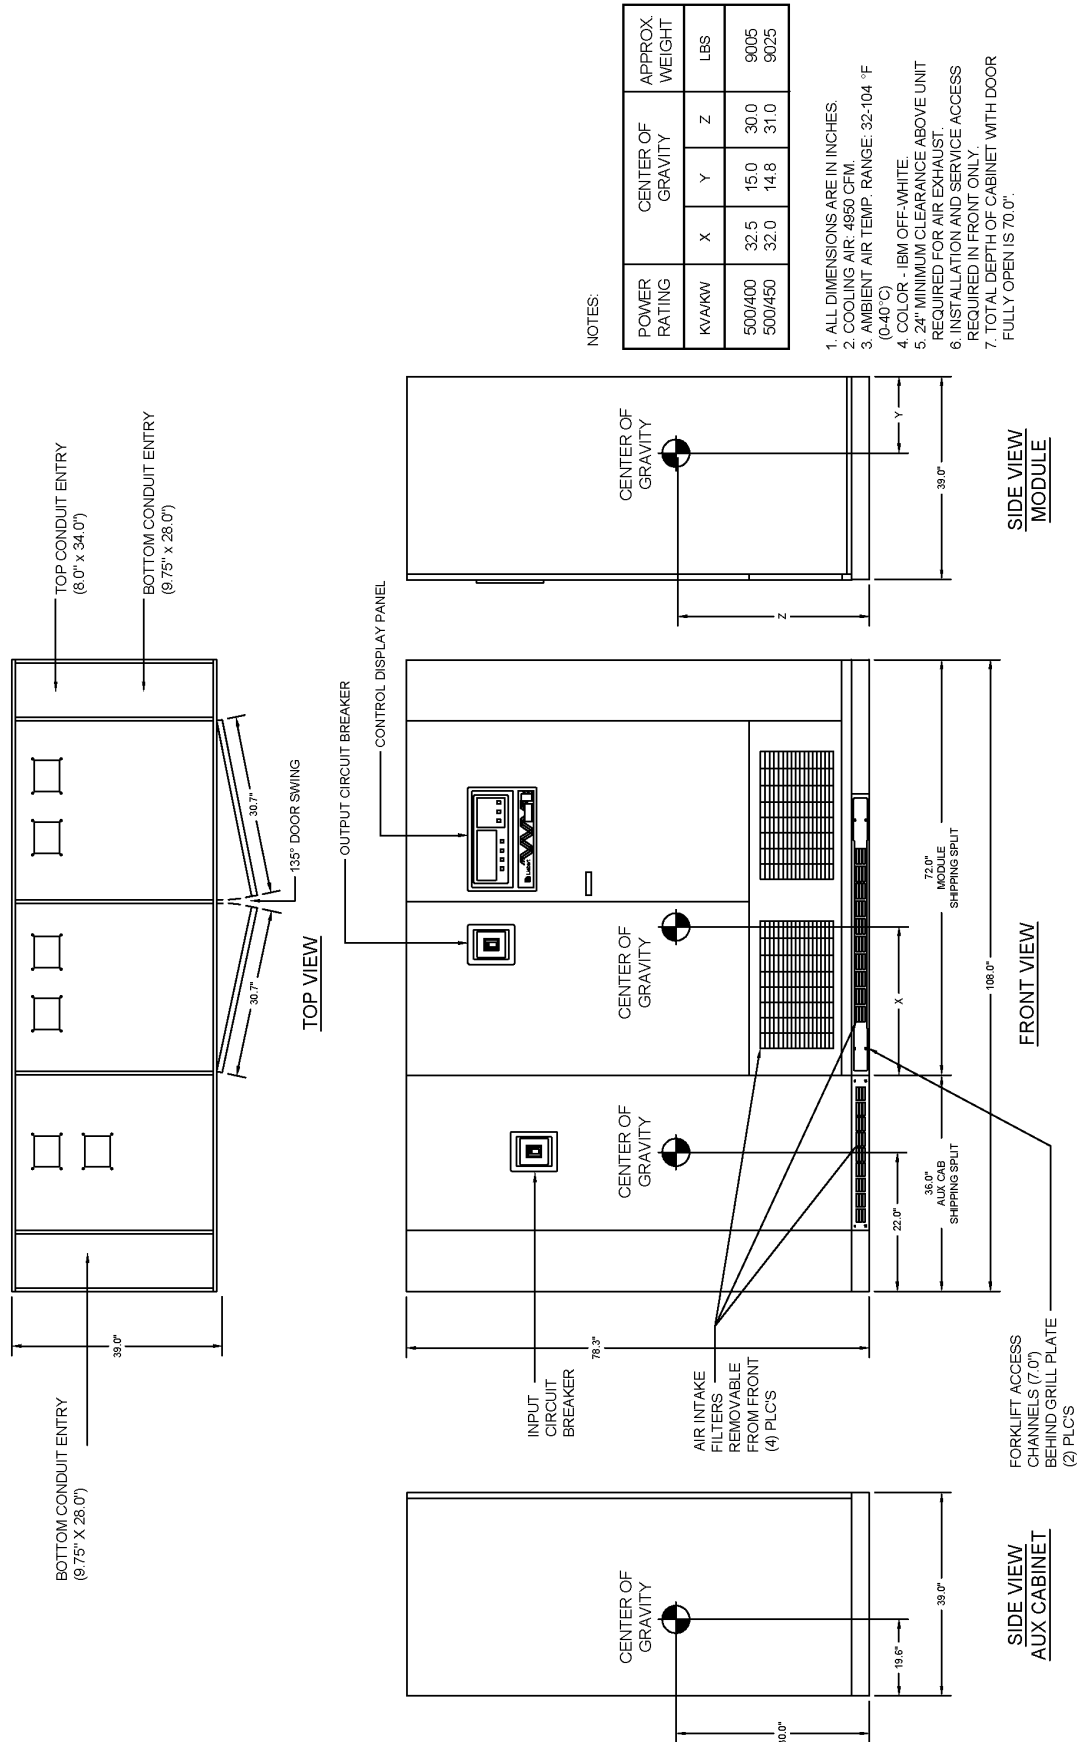 BOTTOM CONDUIT ENTRY
(9.75" X 28.0")
39.0"
TOP CONDUIT ENTRY
(8.0" x 34.0")
BOTTOM CONDUIT ENTRY
(9.75" x 28.0")
30.7"
30.7"
135° DOOR SWING
TOP VIEW
OUTPUT CIRCUIT BREAKER
CONTROL DISPLAY PANEL
Liebert
INPUT
CIRCUIT
BREAKER
78.3"
AIR INTAKE
FILTERS
REMOVABLE
FROM FRONT
(4) PLC'S
FORKLIFT ACCESS
CHANNELS (7.0")
BEHIND GRILL PLATE
(2) PLC'S
CENTER OF
GRAVITY
CENTER OF
GRAVITY
22.0"
X
36.0"
AUX CAB
SHIPPING SPLIT
72.0"
MODULE
SHIPPING SPLIT
108.0"
FRONT VIEW
CENTER OF
GRAVITY
19.6"
39.0"
SIDE VIEW
AUX CABINET
CENTER OF
GRAVITY
Z
Y
39.0"
SIDE VIEW
MODULE
NOTES:
POWER
RATING
CENTER OF
GRAVITY
APPROX.
WEIGHT
KVA/KW
X
Y
Z
LBS
500/400
32.5
15.0
30.0
9005
500/450
32.0
14.8
31.0
9025
1. ALL DIMENSIONS ARE IN INCHES.
2. COOLING AIR: 4950 CFM.
3. AMBIENT AIR TEMP. RANGE: 32-104 °F
(0-40°C)
4. COLOR - IBM OFF-WHITE.
5. 24" MINIMUM CLEARANCE ABOVE UNIT
REQUIRED FOR AIR EXHAUST.
6. INSTALLATION AND SERVICE ACCESS
REQUIRED IN FRONT ONLY.
7. TOTAL DEPTH OF CABINET WITH DOOR
FULLY OPEN IS 70.0".